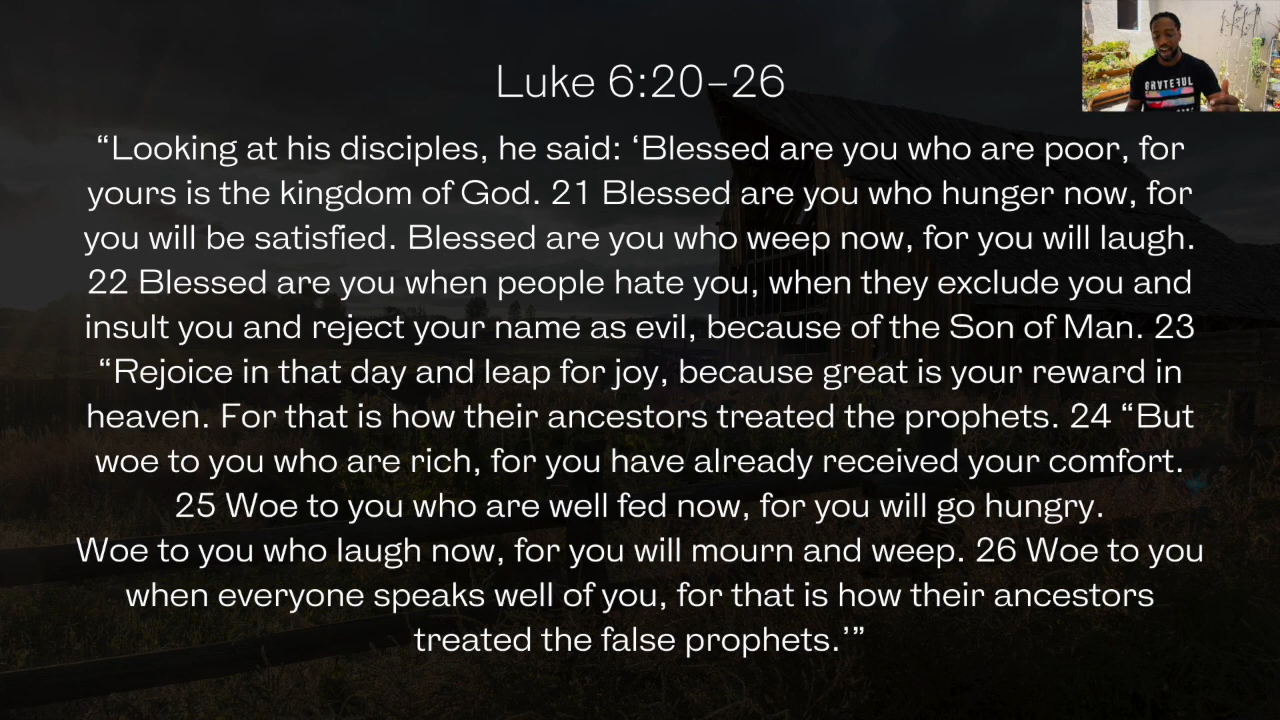 Luke 6:20–26
“Looking at his disciples, he said: ‘Blessed are you who are poor, for
yours is the kingdom of God. 21 Blessed are you who hunger now, for
you will be satisfied. Blessed are you who weep now, for you will laugh.
22 Blessed are you when people hate you, when they exclude you and
insult you and reject your name as evil, because of the Son of Man. 23
“Rejoice in that day and leap for joy, because great is your reward in
heaven. For that is how their ancestors treated the prophets. 24 “But
woe to you who are rich, for you have already received your comfort.
25 Woe to you who are well fed now, for you will go hungry.
Woe to you who laugh now, for you will mourn and weep. 26 Woe to you
when everyone speaks well of you, for that is how their ancestors
treated the false prophets.’”